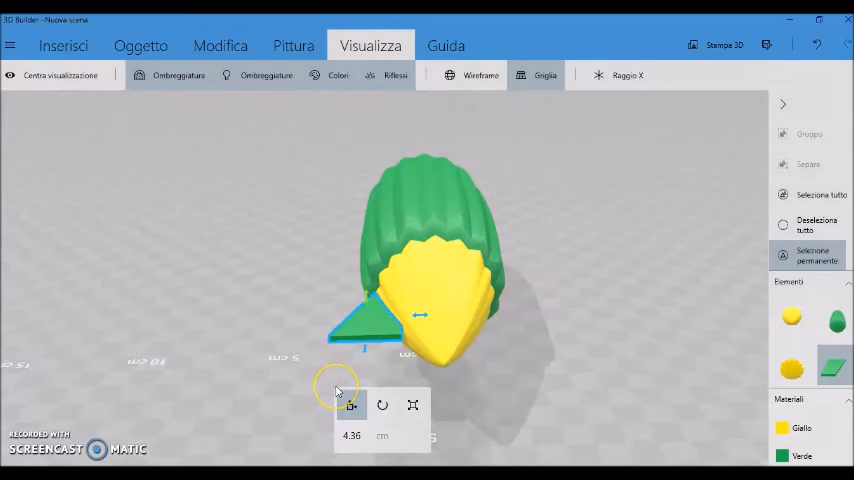 3D Builder -Nuova scena
Inserisci Oggetto Modifica Pittura Visualizza Guida Stampa 3D
Centra visualizzazione Ombreggiatura Ombreggiature Colori Riflessi Wireframe Griglia Raggio X
Gruppo
Separa
Seleziona tutto
Deseleziona
tutto
Selezione
permanente
Elementi
15 cm 10 cm 5 cm
Materiali
4.36 cm
Giallo
RECORDED WITH
SCREENCAST MATIC
Verde